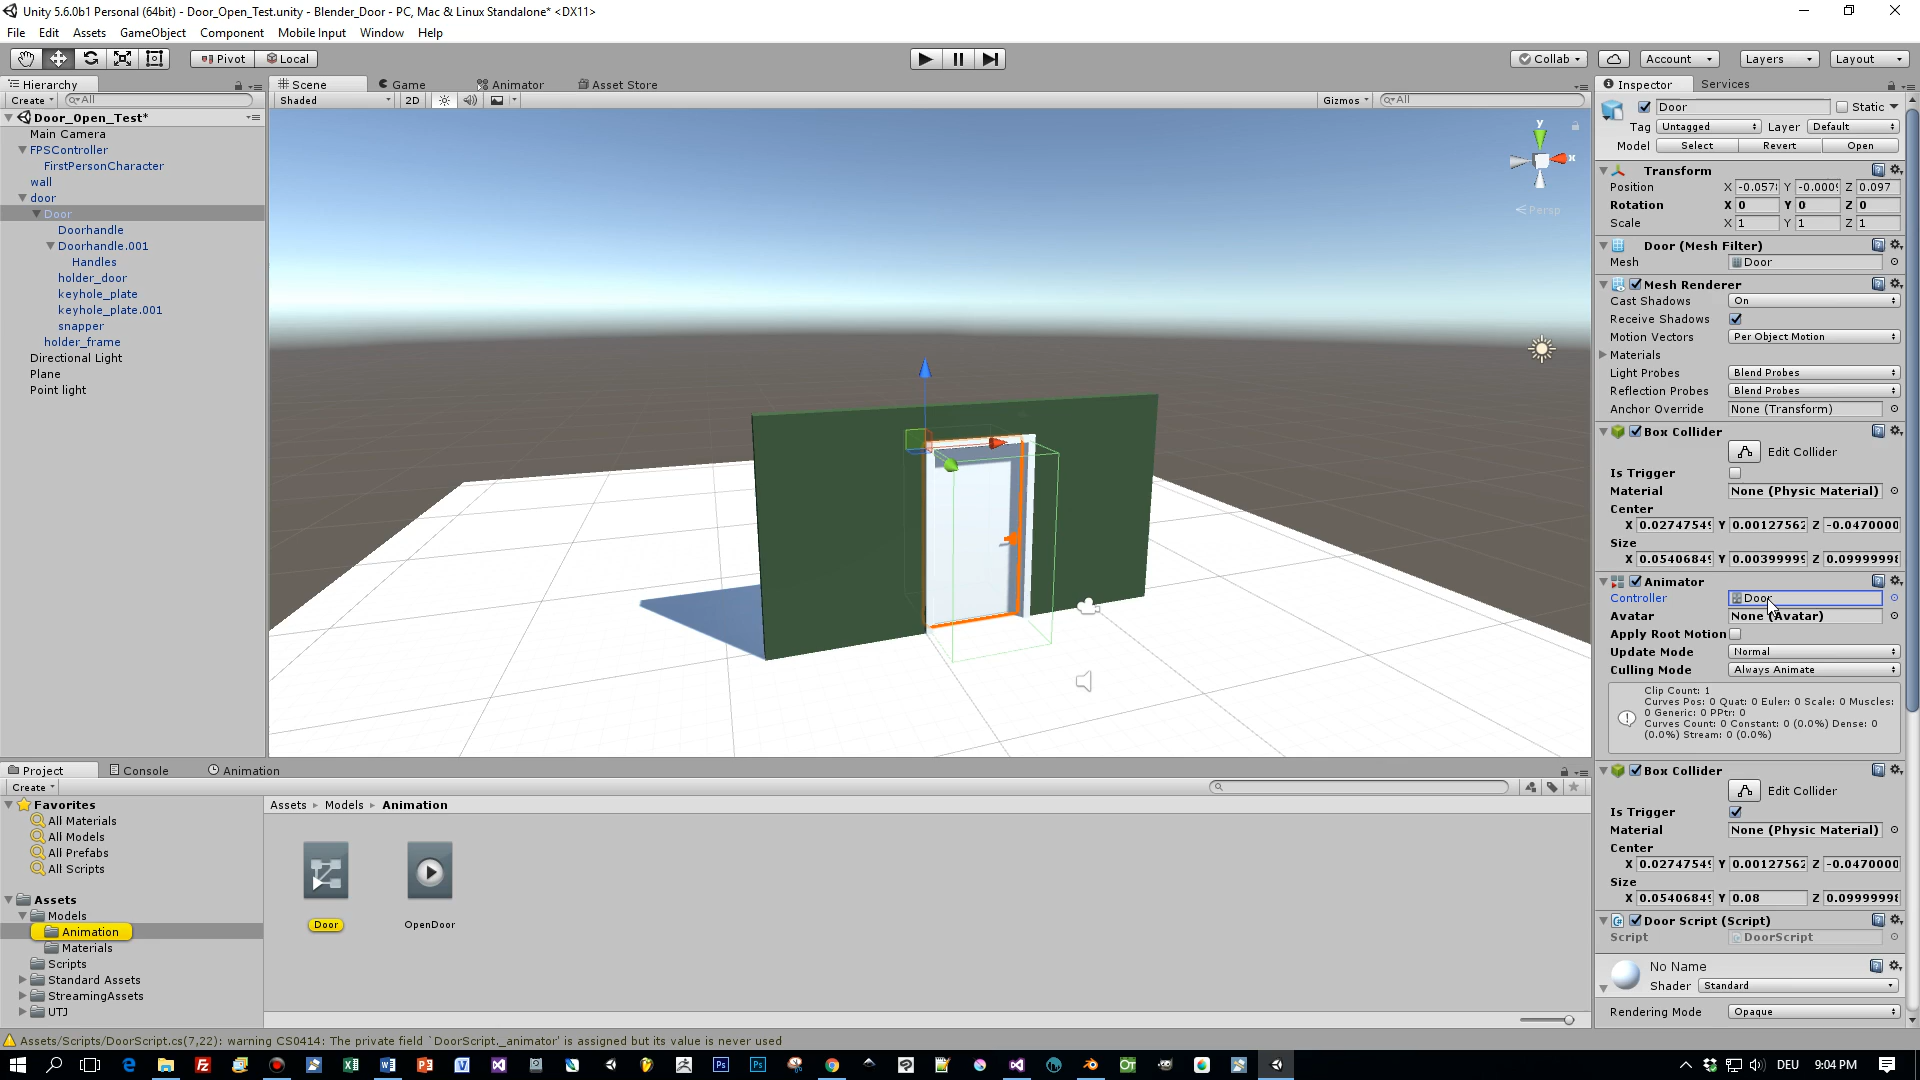 Unity 5.6.0b1 Personal (64bit) - Door_Open_Test.unity - Blender_Door - PC, Mac & Linux Standalone* <DX11>
File Edit Assets GameObject Component Mobile Input Window Help
Pivot Local Collab Account Layers Layout
Hierarchy
Create All
Door_Open_Test*
Main Camera
FPSController
FirstPersonCharacter
wall
door
Door
Doorhandle
Doorhandle.001
Handles
holder_door
keyhole_plate
keyhole_plate.001
snapper
holder_frame
Directional Light
Plane
Point light
Scene Game Animator Asset Store
Shaded 2D Gizmos All
y
x
Persp
Inspector Services
Door Static
Tag Untagged Layer Default
Model Select Revert Open
Transform
Position X -0.057 Y -0.000 Z 0.097
Rotation X 0 Y 0 Z 0
Scale X 1 Y 1 Z 1
Door (Mesh Filter)
Mesh Door
Mesh Renderer
Cast Shadows On
Receive Shadows
Motion Vectors Per Object Motion
Materials
Light Probes Blend Probes
Reflection Probes Blend Probes
Anchor Override None (Transform)
Box Collider
Edit Collider
Is Trigger
Material None (Physic Material)
Center
X 0.0274754 Y 0.00127562 Z -0.0470000
Size
X 0.0540684 Y 0.0039999 Z 0.0999999
Animator
Controller Door
Avatar None (Avatar)
Apply Root Motion
Update Mode Normal
Culling Mode Always Animate
Clip Count: 1
Curves Pos: 0 Quat: 0 Euler: 0 Scale: 0 Muscles:
0 Generic: 0 PPtr: 0
Curves Count: 0 Constant: 0 (0.0%) Dense: 0
(0.0%) Stream: 0 (0.0%)
Box Collider
Edit Collider
Is Trigger
Material None (Physic Material)
Center
X 0.0274754 Y 0.00127562 Z -0.0470000
Size
X 0.0540684 Y 0.08 Z 0.0999999
Door Script (Script)
Script DoorScript
No Name
Shader Standard
Rendering Mode Opaque
Project Console Animation
Create
Favorites
All Materials
All Models
All Prefabs
All Scripts
Assets
Models
Animation
Materials
Scripts
Standard Assets
StreamingAssets
UTJ
Assets Models Animation
Door OpenDoor
Assets/Scripts/DoorScript.cs(7,22): warning CS0414: The private field `DoorScript._animator' is assigned but its value is never used
DEU 9:04 PM